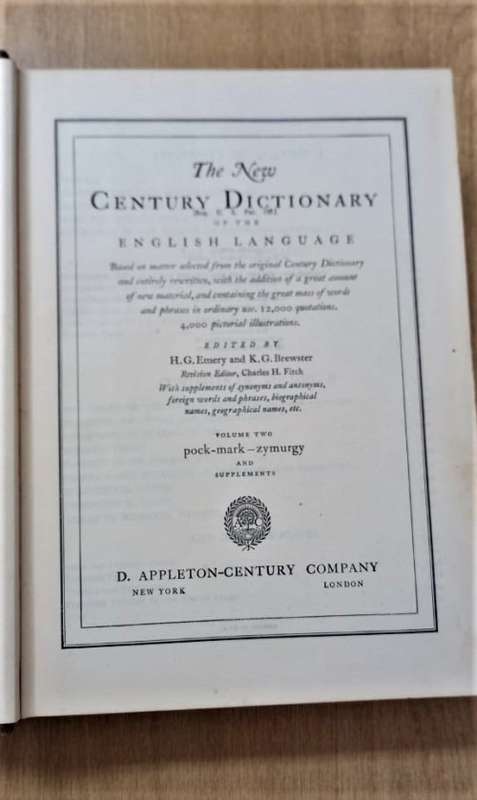 The New
CENTURY DICTIONARY
[Reg. U. S. Pat. Off.]
OF THE
ENGLISH LANGUAGE
Based on matter selected from the original Century Dictionary
and entirely rewritten, with the addition of a great amount
of new material, and containing the great mass of words
and phrases in ordinary use. 12,000 quotations.
4,000 pictorial illustrations.
EDITED BY
H. G. Emery and K. G. Brewster
Revision Editor, Charles H. Fitch
With supplements of synonyms and antonyms,
foreign words and phrases, biographical
names, geographical names, etc.
VOLUME TWO
pock-mark – zymurgy
AND
SUPPLEMENTS
D. APPLETON-CENTURY COMPANY
NEW YORK LONDON